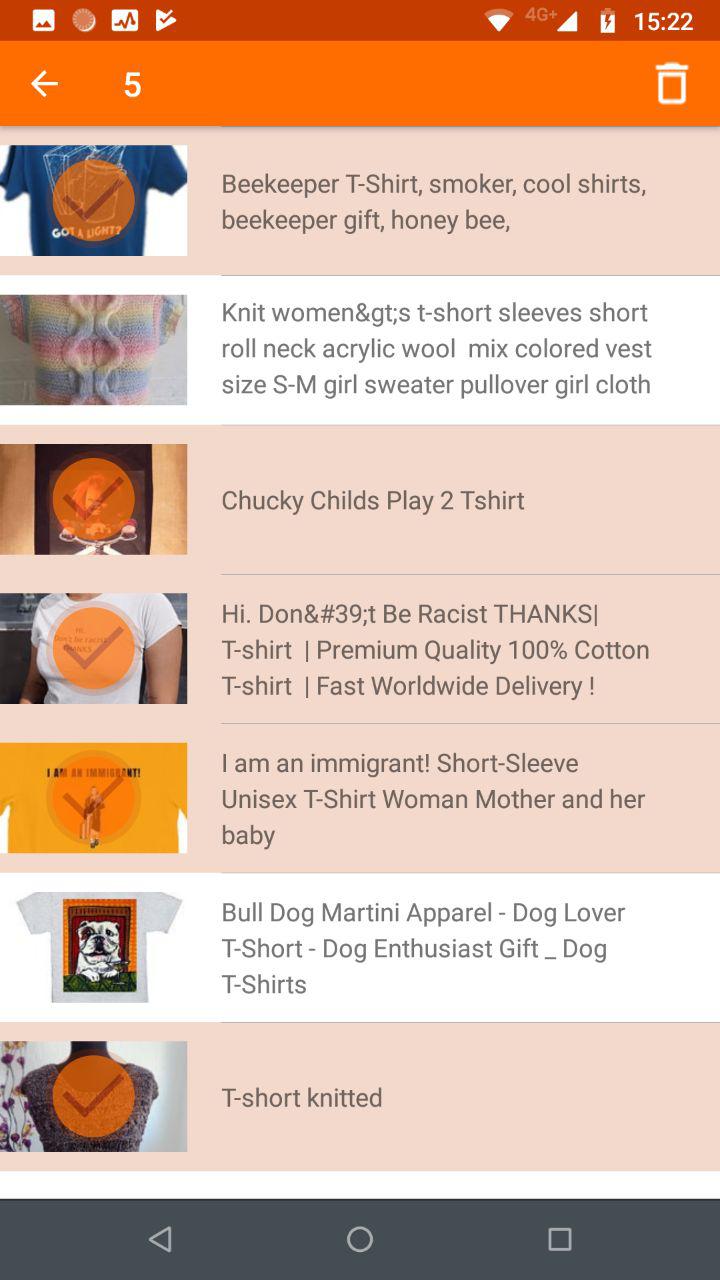 4G+ 15:22
5
GOT A LIGHT?
Beekeeper T-Shirt, smoker, cool shirts,
beekeeper gift, honey bee,
Knit women&gt;s t-short sleeves short
roll neck acrylic wool  mix colored vest
size S-M girl sweater pullover girl cloth
Chucky Childs Play 2 Tshirt
Hi.
Don't be racist.
THANKS
Hi. Don&#39;t Be Racist THANKS|
T-shirt  | Premium Quality 100% Cotton
T-shirt  | Fast Worldwide Delivery !
I AM AN IMMIGRANT!
I am an immigrant! Short-Sleeve
Unisex T-Shirt Woman Mother and her
baby
Bull Dog Martini Apparel - Dog Lover
T-Short - Dog Enthusiast Gift _ Dog
T-Shirts
T-short knitted